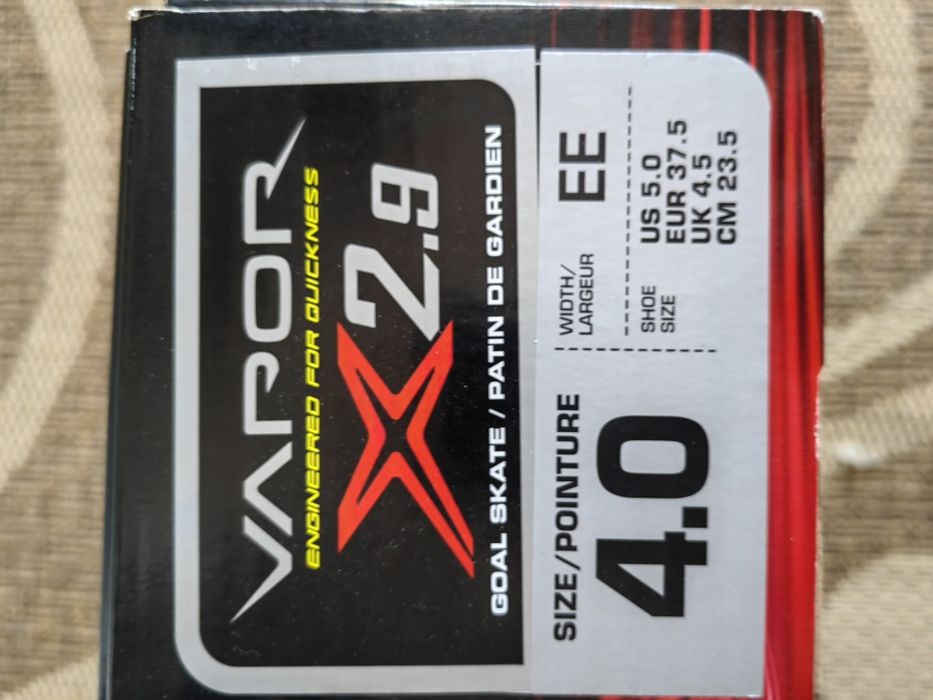 VAPOR
ENGINEERED FOR QUICKNESS
X2.9
GOAL SKATE / PATIN DE GARDIEN
SIZE/POINTURE
4.0
WIDTH/
LARGEUR
EE
SHOE
SIZE
US 5.0
EUR 37.5
UK 4.5
CM 23.5